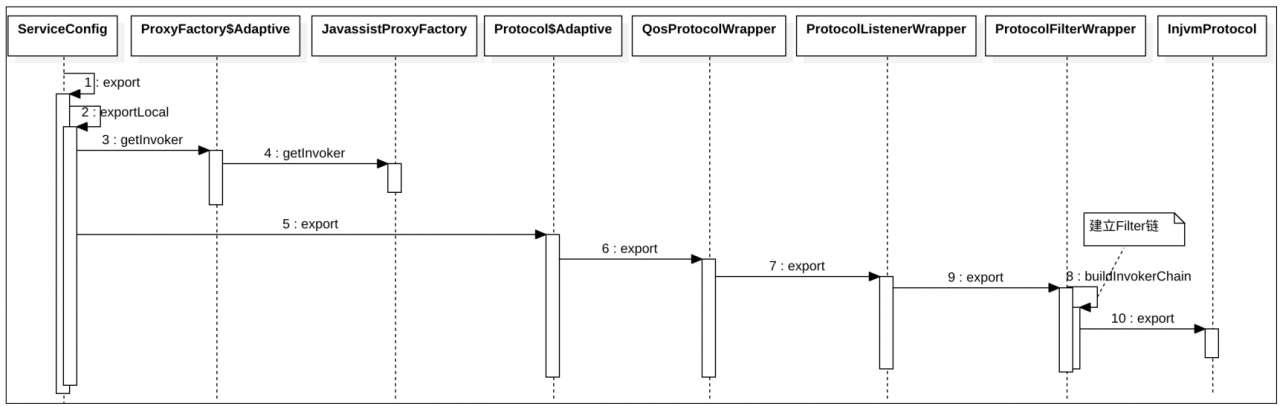 ServiceConfig
ProxyFactory$Adaptive
JavassistProxyFactory
Protocol$Adaptive
QosProtocolWrapper
ProtocolListenerWrapper
ProtocolFilterWrapper
InjvmProtocol
1 : export
2 : exportLocal
3 : getInvoker
4 : getInvoker
5 : export
6 : export
7 : export
9 : export
建立Filter链
8 : buildInvokerChain
10 : export